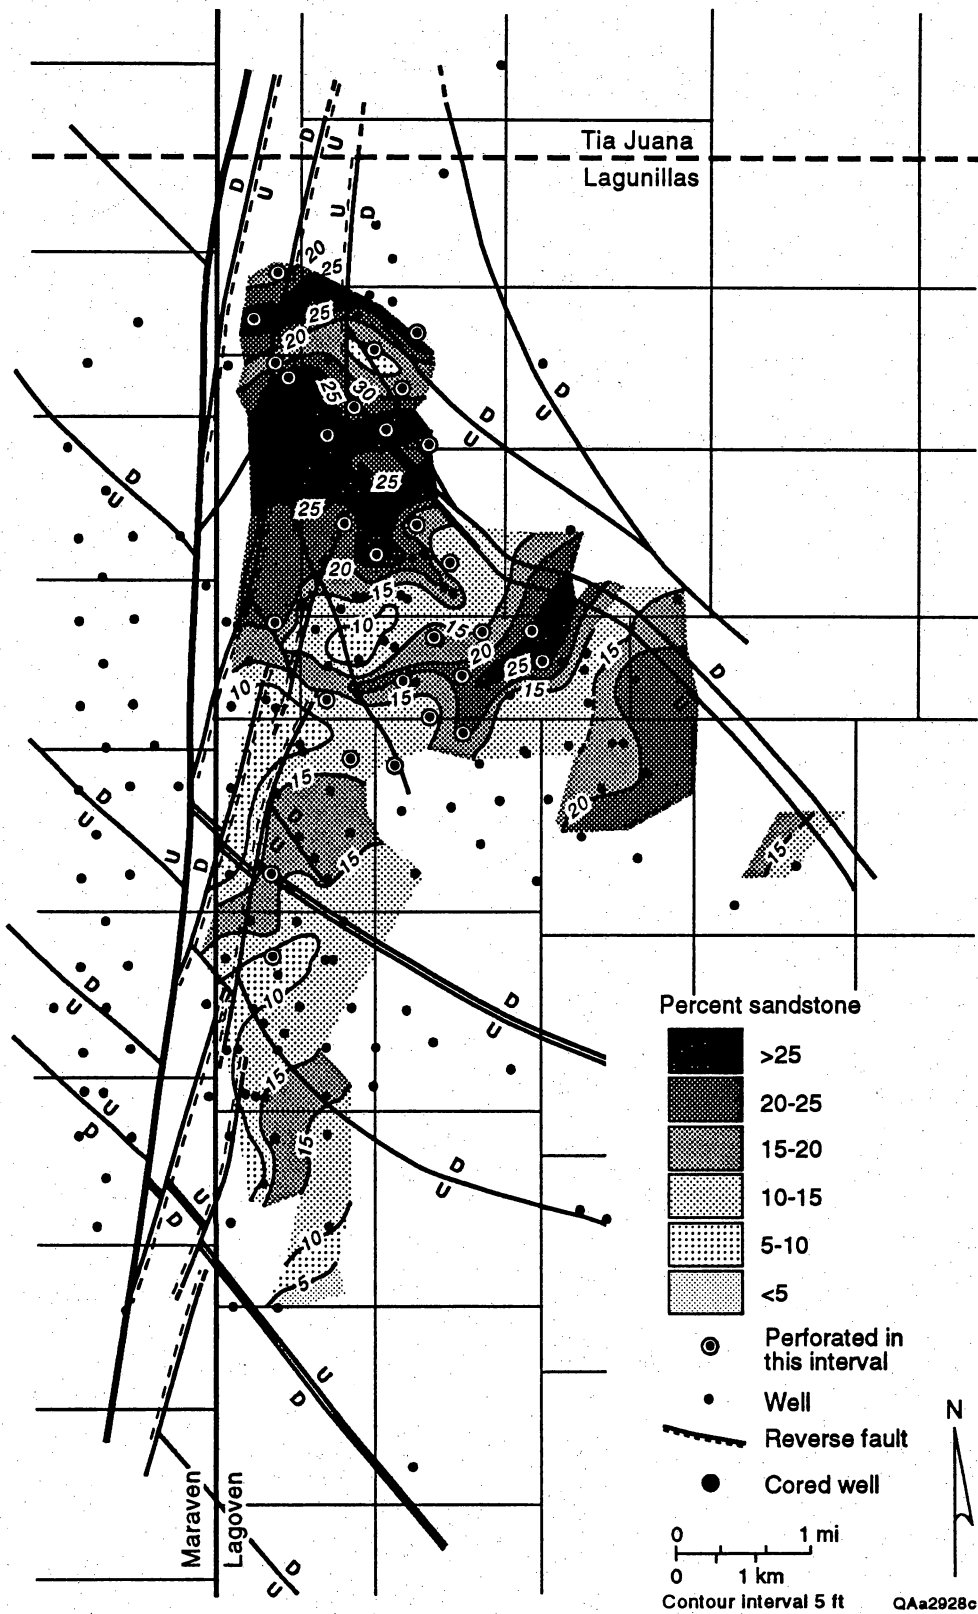 D
U
D
U
U
D
Tia Juana
Lagunillas
20
25
25
20
25
30
D
U
D
U
D
U
25
25
20
15
10
15
20
25
15
15
15
10
D
U
15
20
D
U
D
U
15
15
U
D
15
D
U
10
D
U
15
D
U
15
D
U
U
D
10
5
U
D
Maraven
Lagoven
D
U
Percent sandstone
>25
20-25
15-20
10-15
5-10
<5
Perforated in
this interval
Well
Reverse fault
Cored well
N
0 1 mi
0 1 km
Contour interval 5 ft
QAa2928c